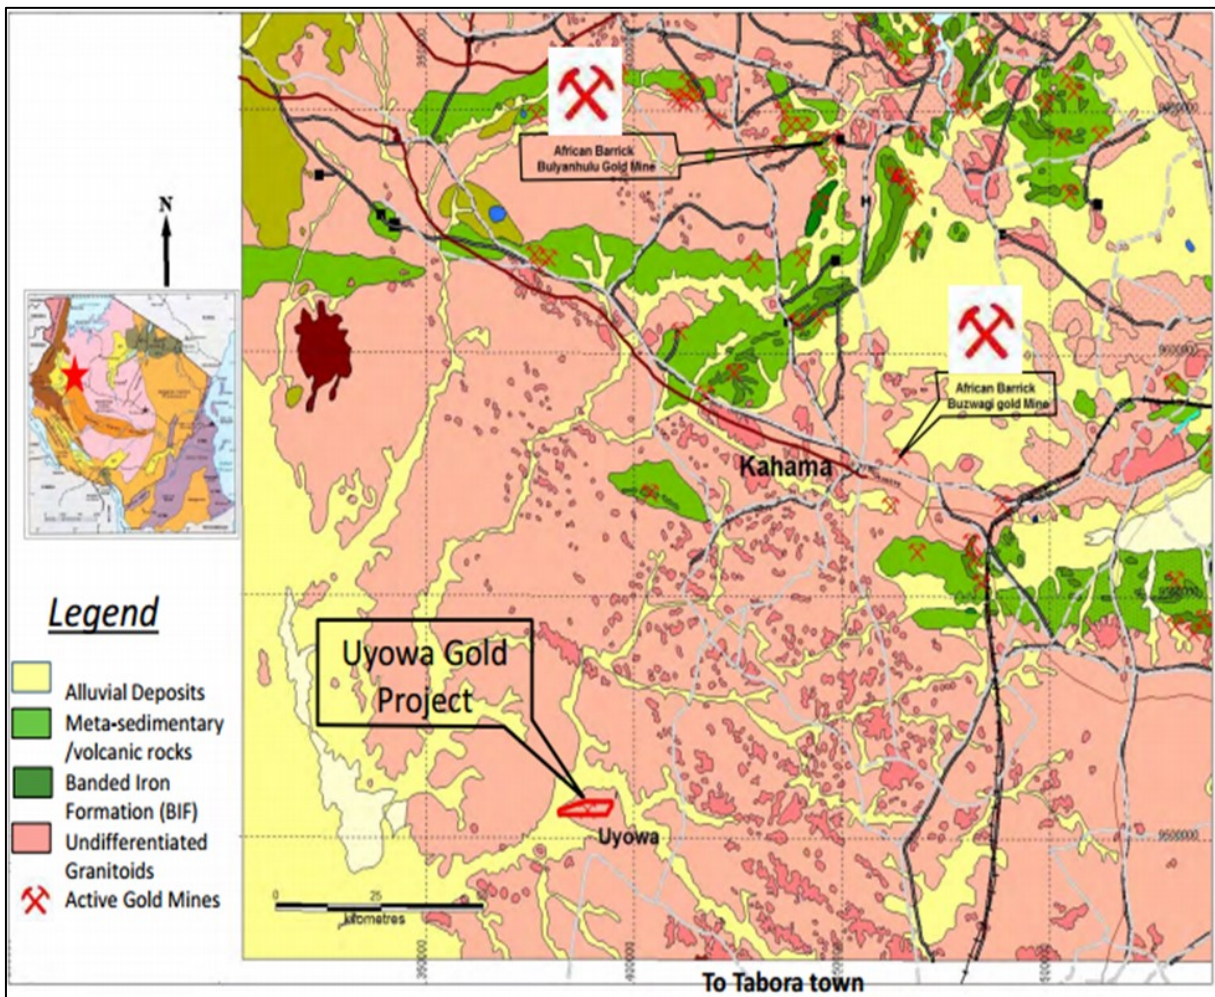 African Barrick
Bulyanhulu Gold Mine
N
African Barrick
Buzwagi gold Mine
Kahama
Legend
Uyowa Gold
Project
Alluvial Deposits
Meta-sedimentary
/volcanic rocks
Banded Iron
Formation (BIF)
Undifferentiated
Granitoids
Active Gold Mines
Uyowa
0 25
kilometres
9500000
To Tabora town